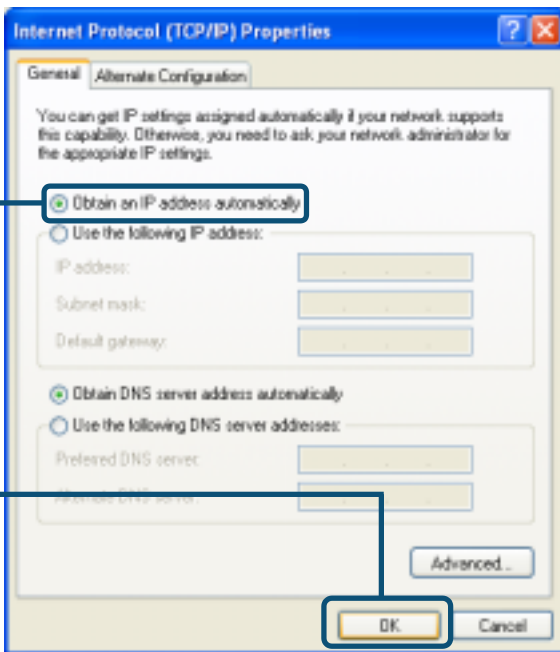 Internet Protocol (TCP/IP) Properties
General
Alternate Configuration
You can get IP settings assigned automatically if your network supports
this capability. Otherwise, you need to ask your network administrator for
the appropriate IP settings.
Obtain an IP address automatically
Use the following IP address:
IP address:
Subnet mask:
Default gateway:
Obtain DNS server address automatically
Use the following DNS server addresses:
Preferred DNS server:
Alternate DNS server:
Advanced...
OK
Cancel